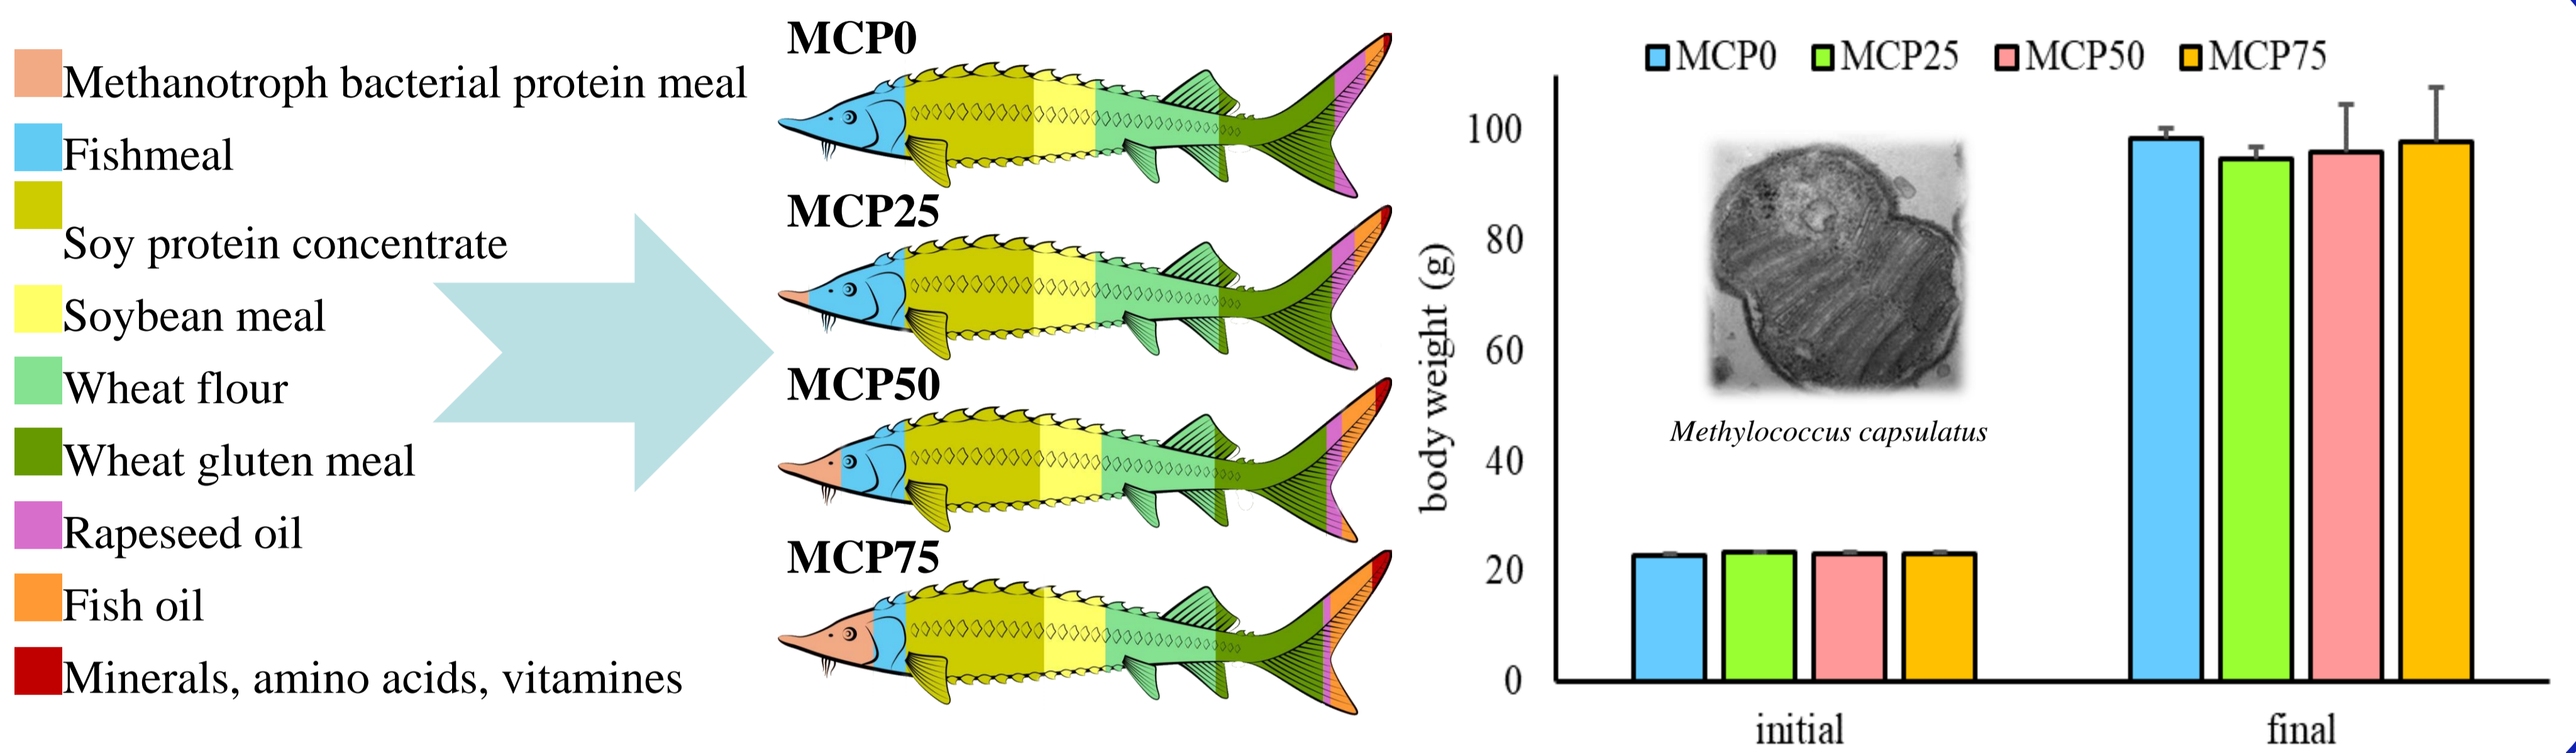 Methanotroph bacterial protein meal
Fishmeal
Soy protein concentrate
Soybean meal
Wheat flour
Wheat gluten meal
Rapeseed oil
Fish oil
Minerals, amino acids, vitamines
MCP0
MCP25
MCP50
MCP75
MCP0 MCP25 MCP50 MCP75
body weight (g)
100
80
60
40
20
0
Methylococcus capsulatus
initial final